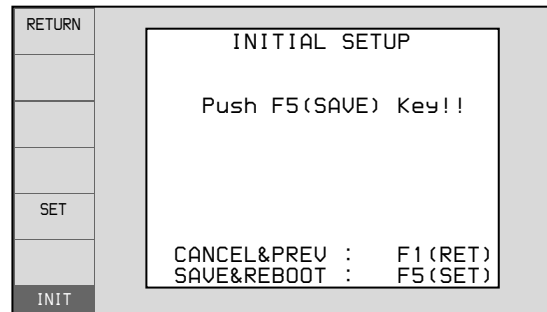 RETURN
SET
INIT
INITIAL SETUP
Push F5(SAVE) Key!!
CANCEL&PREV : F1(RET)
SAVE&REBOOT : F5(SET)